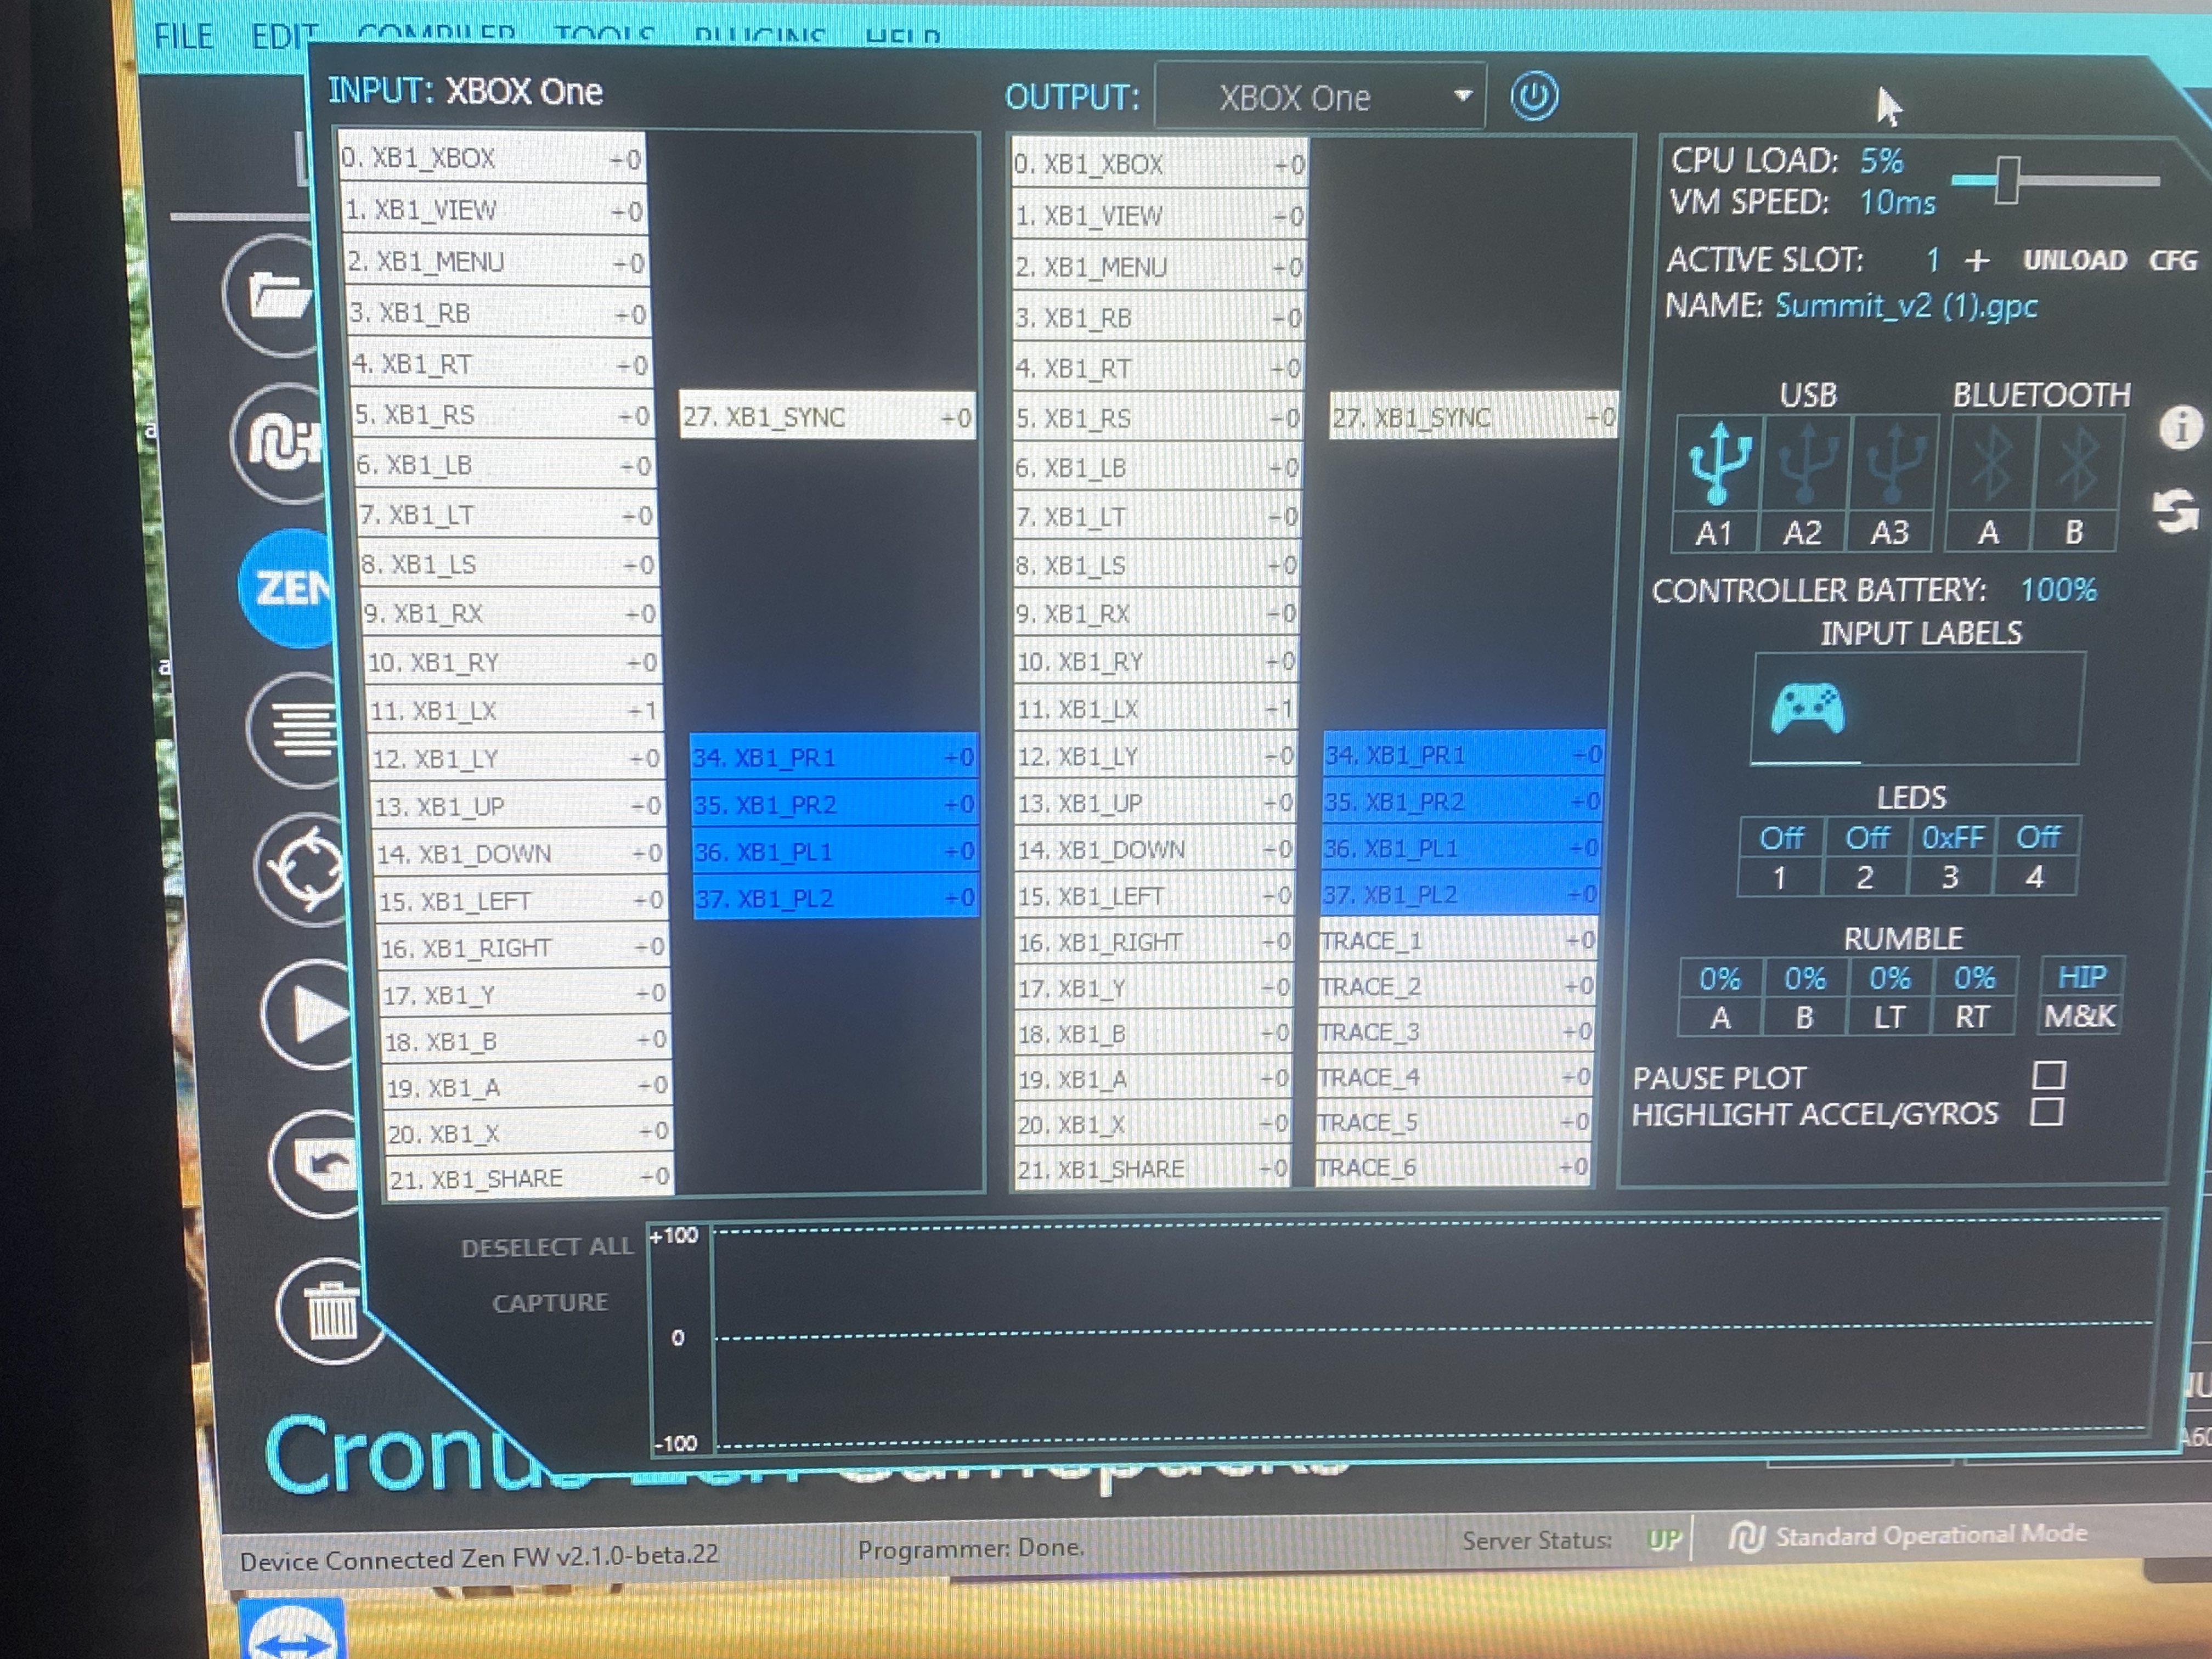 FILE EDIT COMPILER TOOLS PLUGINS HELP
INPUT: XBOX One
OUTPUT: XBOX One
0. XB1_XBOX +0
1. XB1_VIEW +0
2. XB1_MENU +0
3. XB1_RB +0
4. XB1_RT +0
5. XB1_RS +0
6. XB1_LB +0
7. XB1_LT +0
8. XB1_LS +0
9. XB1_RX +0
10. XB1_RY +0
11. XB1_LX +1
12. XB1_LY +0
13. XB1_UP +0
14. XB1_DOWN +0
15. XB1_LEFT +0
16. XB1_RIGHT +0
17. XB1_Y +0
18. XB1_B +0
19. XB1_A +0
20. XB1_X +0
21. XB1_SHARE +0
27. XB1_SYNC +0
34. XB1_PR1 +0
35. XB1_PR2 +0
36. XB1_PL1 +0
37. XB1_PL2 +0
0. XB1_XBOX +0
1. XB1_VIEW +0
2. XB1_MENU +0
3. XB1_RB +0
4. XB1_RT +0
5. XB1_RS +0
6. XB1_LB +0
7. XB1_LT +0
8. XB1_LS +0
9. XB1_RX +0
10. XB1_RY +0
11. XB1_LX +1
12. XB1_LY +0
13. XB1_UP +0
14. XB1_DOWN +0
15. XB1_LEFT +0
16. XB1_RIGHT +0
17. XB1_Y +0
18. XB1_B +0
19. XB1_A +0
20. XB1_X +0
21. XB1_SHARE +0
27. XB1_SYNC +0
34. XB1_PR1 +0
35. XB1_PR2 +0
36. XB1_PL1 +0
37. XB1_PL2 +0
TRACE_1 +0
TRACE_2 +0
TRACE_3 +0
TRACE_4 +0
TRACE_5 +0
TRACE_6 +0
CPU LOAD: 5%
VM SPEED: 10ms
ACTIVE SLOT: 1 + UNLOAD CFG
NAME: Summit_v2 (1).gpc
USB BLUETOOTH
A1 A2 A3 A B
CONTROLLER BATTERY: 100%
INPUT LABELS
LEDS
Off Off 0xFF Off
1 2 3 4
RUMBLE
0% 0% 0% 0% HIP
A B LT RT M&K
PAUSE PLOT
HIGHLIGHT ACCEL/GYROS
ZEN
DESELECT ALL
CAPTURE
+100
0
-100
Cronus Zen Gamepacks
Device Connected Zen FW v2.1.0-beta.22
Programmer: Done.
Server Status: UP
Standard Operational Mode